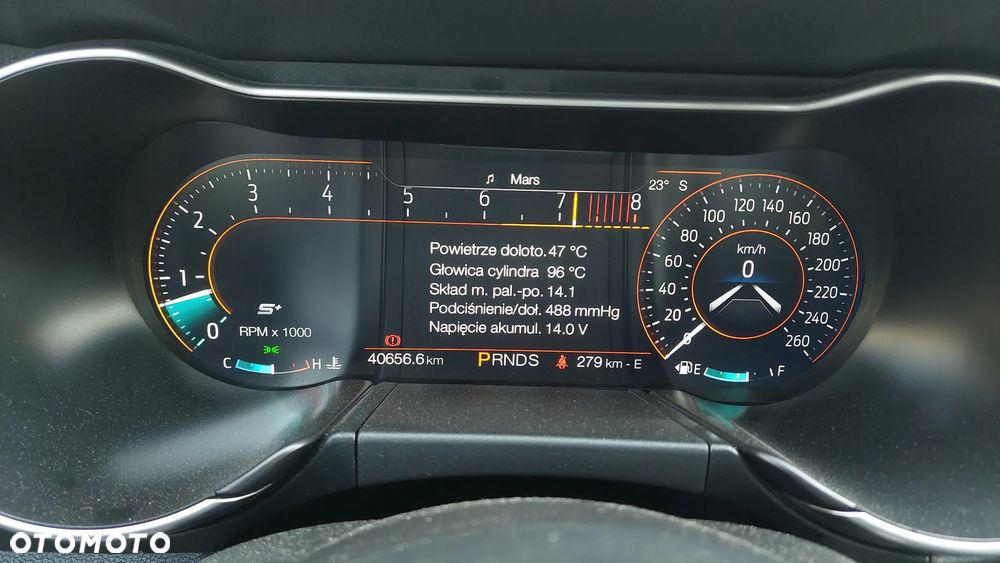 ♫ Mars
23° S
0 1 2 3 4 5 6 7 8
S+
RPM x 1000
Powietrze doloto. 47 °C
Głowica cylindra 96 °C
Skład m. pal.-po. 14.1
Podciśnienie/dol. 488 mmHg
Napięcie akumul. 14.0 V
0 20 40 60 80 100 120 140 160 180 200 220 240 260
km/h
0
C H
40656.6 km
PRNDS
279 km - E
E F
OTOMOTO